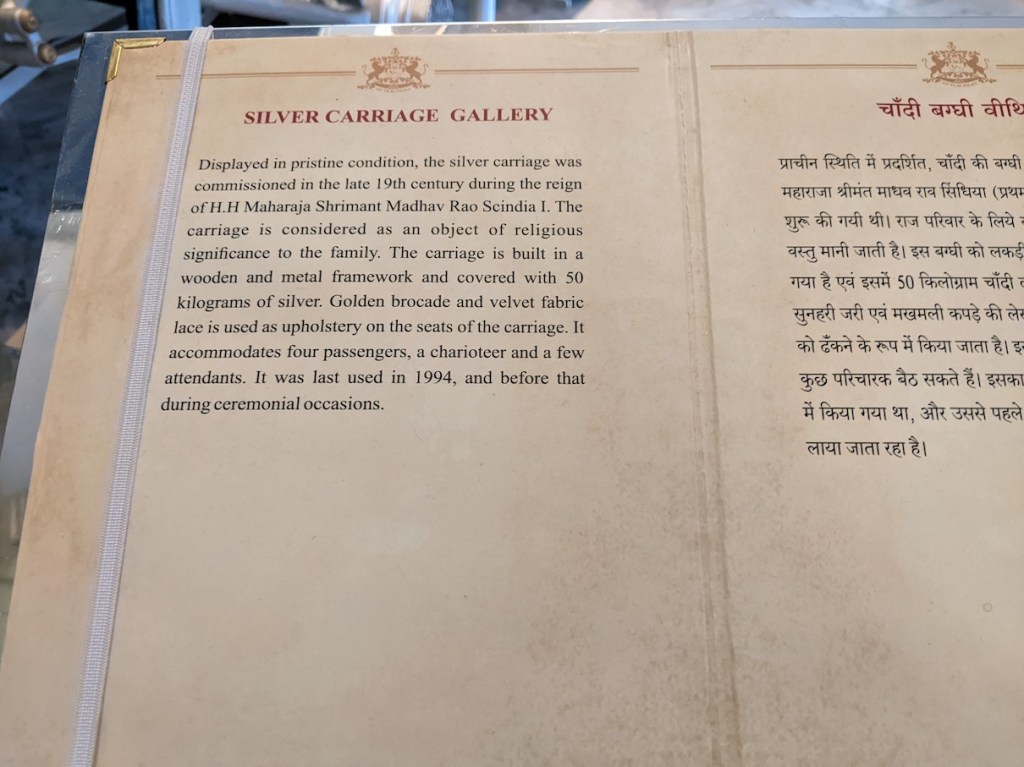 SILVER CARRIAGE GALLERY
Displayed in pristine condition, the silver carriage was
commissioned in the late 19th century during the reign
of H.H Maharaja Shrimant Madhav Rao Scindia I. The
carriage is considered as an object of religious
significance to the family. The carriage is built in a
wooden and metal framework and covered with 50
kilograms of silver. Golden brocade and velvet fabric
lace is used as upholstery on the seats of the carriage. It
accommodates four passengers, a charioteer and a few
attendants. It was last used in 1994, and before that
during ceremonial occasions.
चाँदी बग्घी
प्राचीन स्थिति में प्रदर्शित, चाँदी की बग्घी
महाराजा श्रीमंत माधव राव सिंधिया
शुरू की गयी थी। राज परिवार के लिये
वस्तु मानी जाती है। इस बग्घी को
गया है एवं इसमें 50 किलोग्राम चाँदी
सुनहरी जरी एवं मखमली कपड़े की
को ढँकने के रूप में किया जाता है।
कुछ परिचारक बैठ सकते हैं। इसका
में किया गया था, और उससे पहले
लाया जाता रहा है।